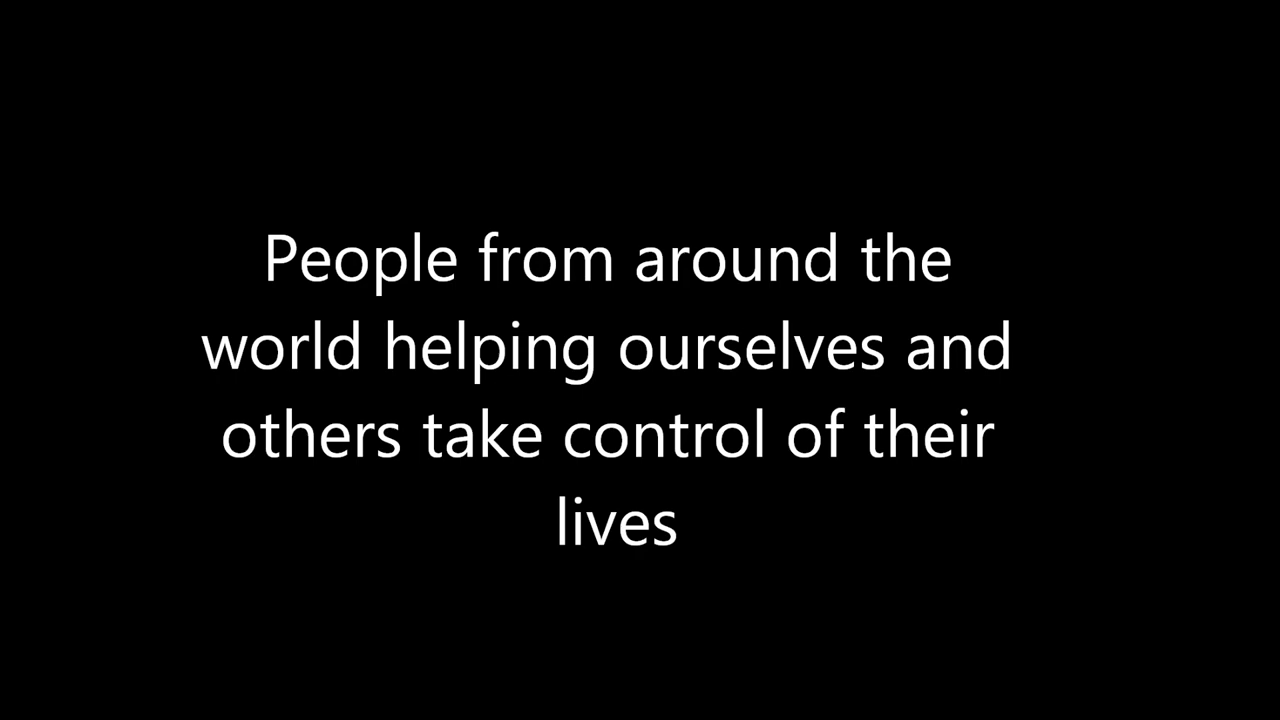 People from around the
world helping ourselves and
others take control of their
lives